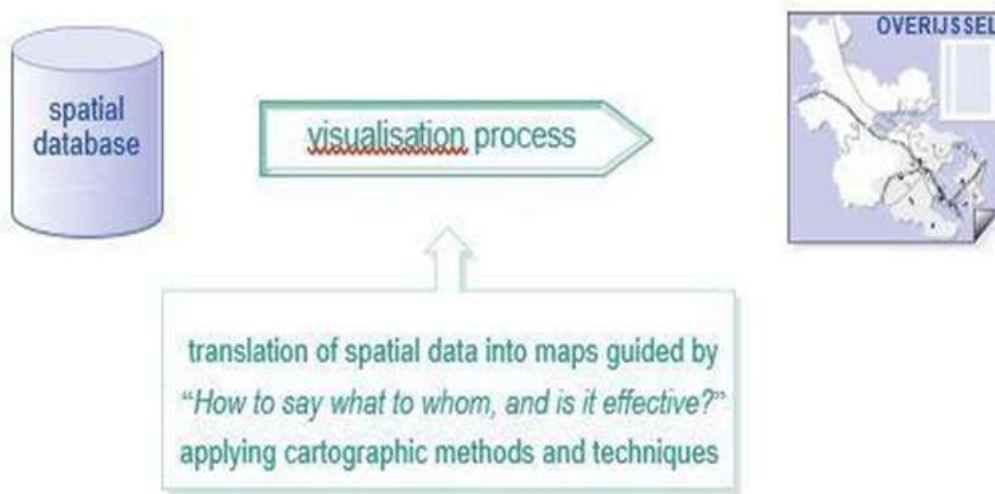 spatial
database
visualisation process
OVERIJSSEL
translation of spatial data into maps guided by
“How to say what to whom, and is it effective?”
applying cartographic methods and techniques